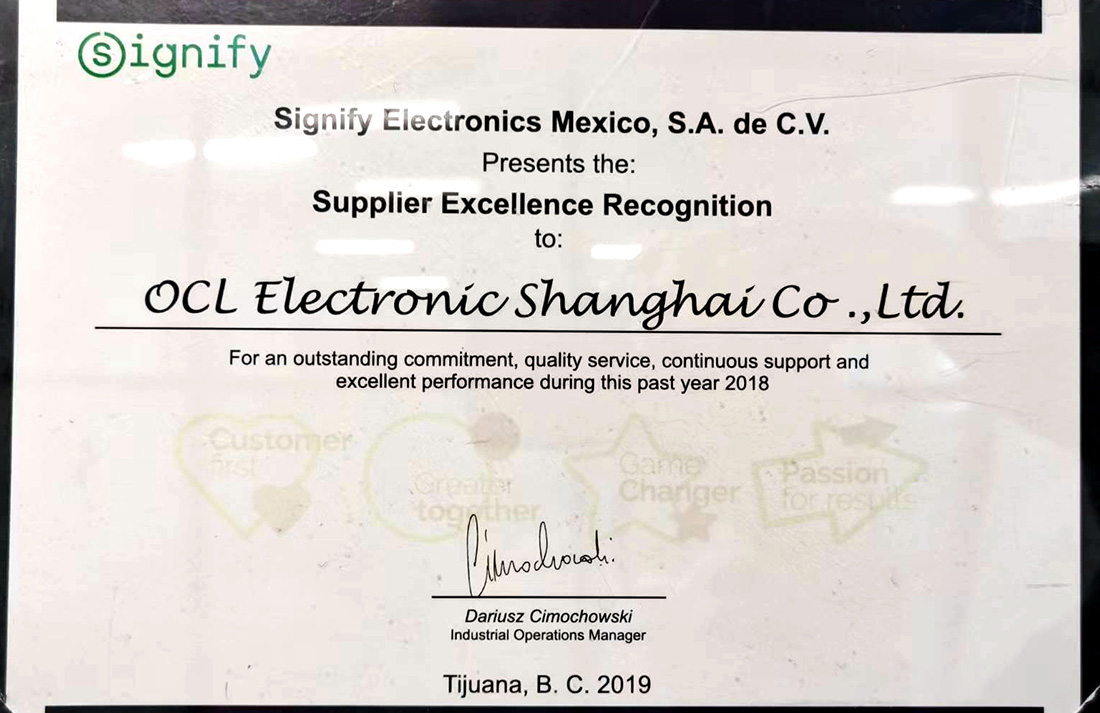 Signify
Signify Electronics Mexico, S.A. de C.V.
Presents the:
Supplier Excellence Recognition
to:
OCL Electronic Shanghai Co .,Ltd.
For an outstanding commitment, quality service, continuous support and
excellent performance during this past year 2018
Customer
first
Greater
together
Game
Changer
Passion
for results
Cimochowski
Dariusz Cimochowski
Industrial Operations Manager
Tijuana, B. C. 2019